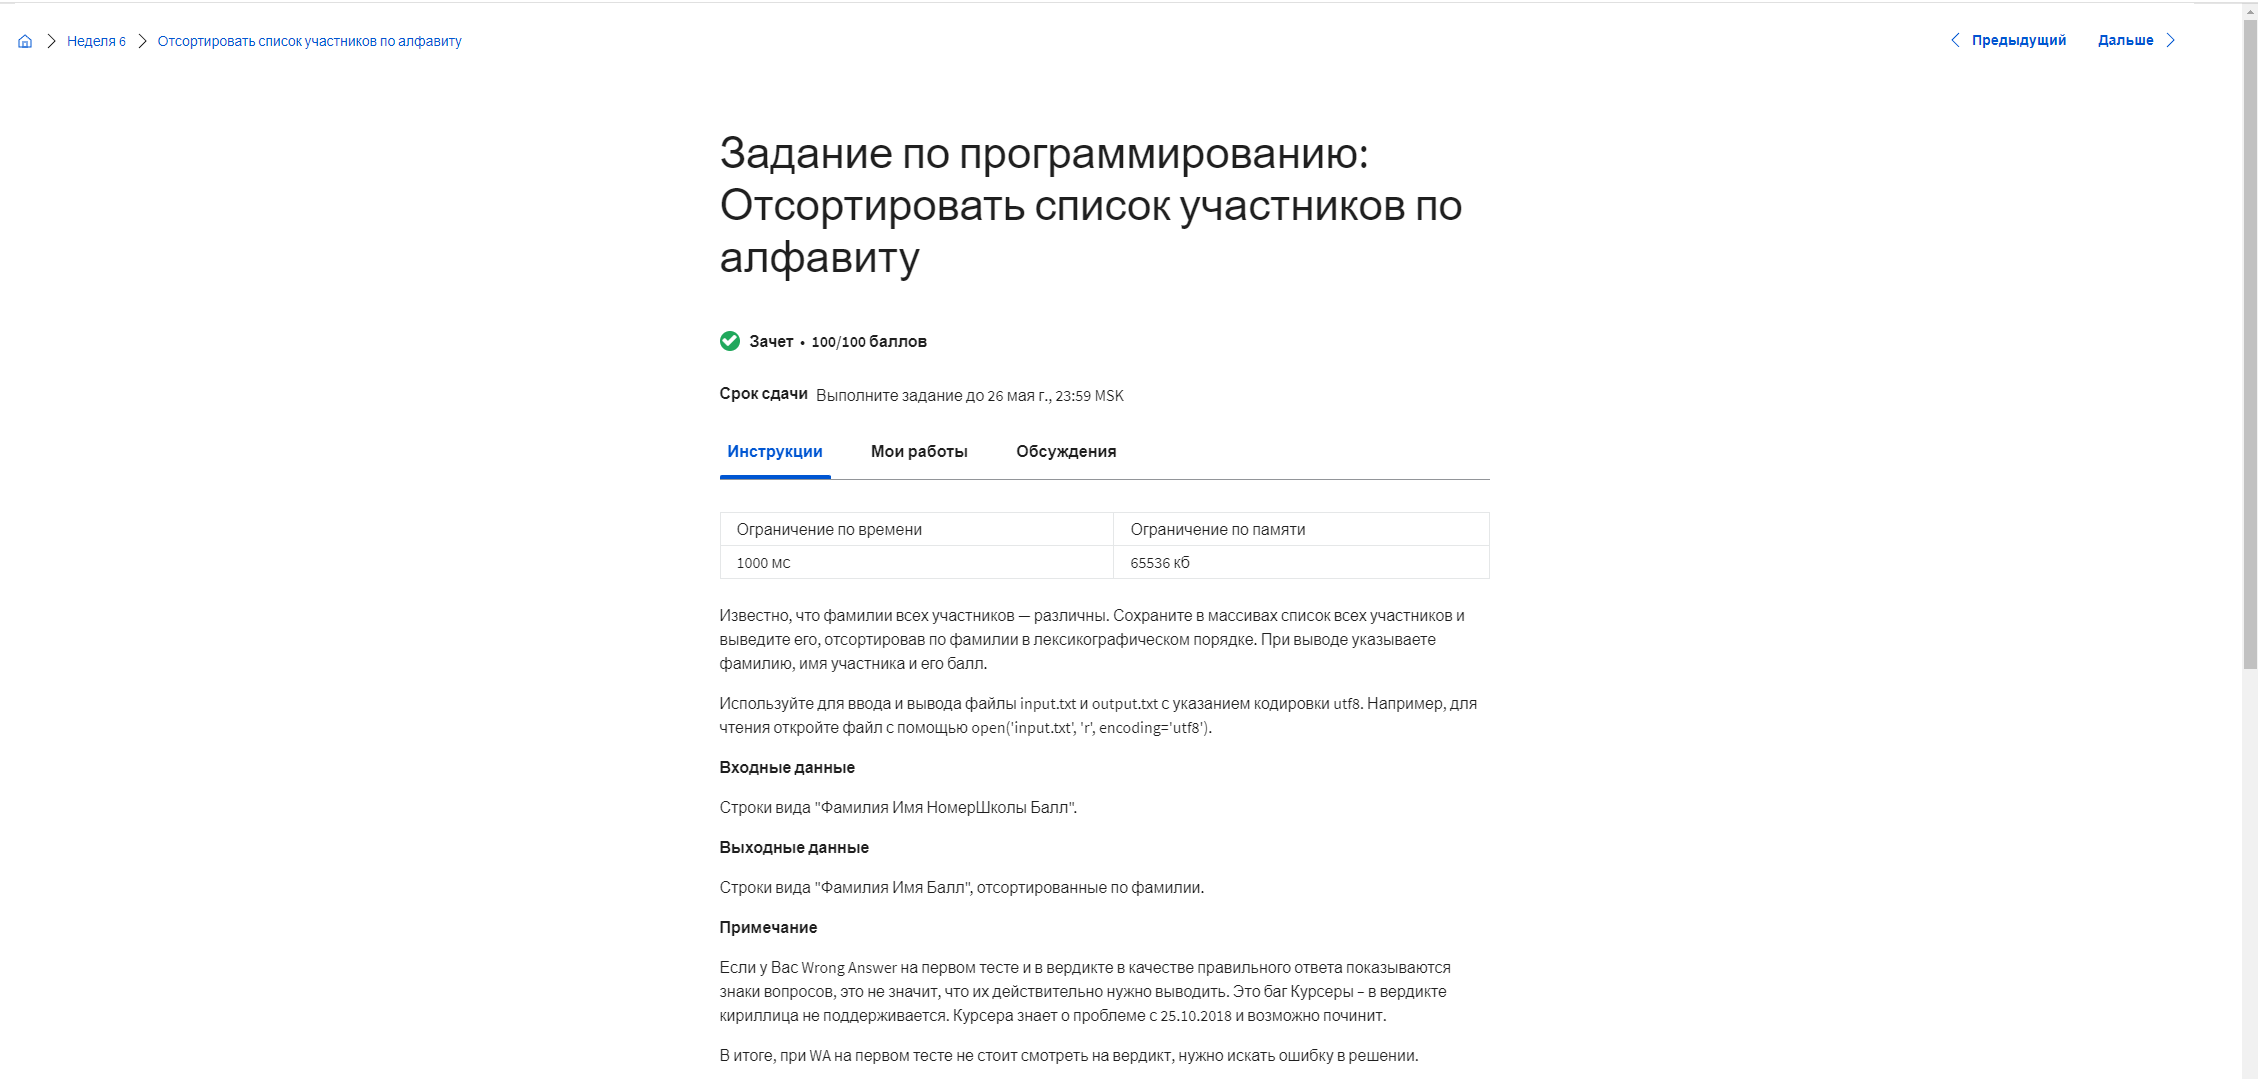 Неделя 6 Отсортировать список участников по алфавиту Предыдущий Дальше
Задание по программированию:
Отсортировать список участников по
алфавиту
Зачет • 100/100 баллов
Срок сдачи Выполните задание до 26 мая г., 23:59 MSK
Инструкции Мои работы Обсуждения
Ограничение по времени Ограничение по памяти
1000 мс 65536 кб
Известно, что фамилии всех участников — различны. Сохраните в массивах список всех участников и
выведите его, отсортировав по фамилии в лексикографическом порядке. При выводе указываете
фамилию, имя участника и его балл.
Используйте для ввода и вывода файлы input.txt и output.txt с указанием кодировки utf8. Например, для
чтения откройте файл с помощью open('input.txt', 'r', encoding='utf8').
Входные данные
Строки вида "Фамилия Имя НомерШколы Балл".
Выходные данные
Строки вида "Фамилия Имя Балл", отсортированные по фамилии.
Примечание
Если у Вас Wrong Answer на первом тесте и в вердикте в качестве правильного ответа показываются
знаки вопросов, это не значит, что их действительно нужно выводить. Это баг Курсеры – в вердикте
кириллица не поддерживается. Курсера знает о проблеме с 25.10.2018 и возможно починит.
В итоге, при WA на первом тесте не стоит смотреть на вердикт, нужно искать ошибку в решении.